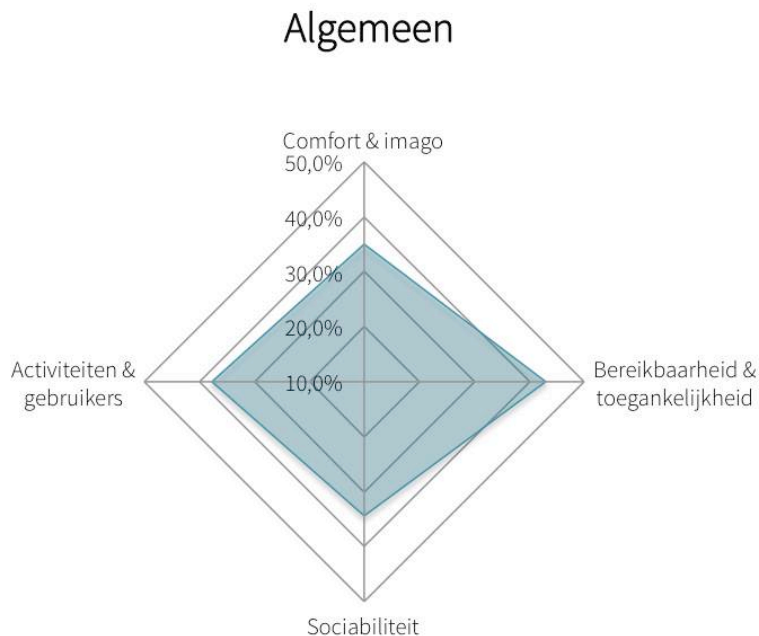 Algemeen
Comfort & imago
50,0%
40,0%
30,0%
20,0%
10,0%
Activiteiten &
gebruikers
Bereikbaarheid &
toegankelijkheid
Sociabiliteit